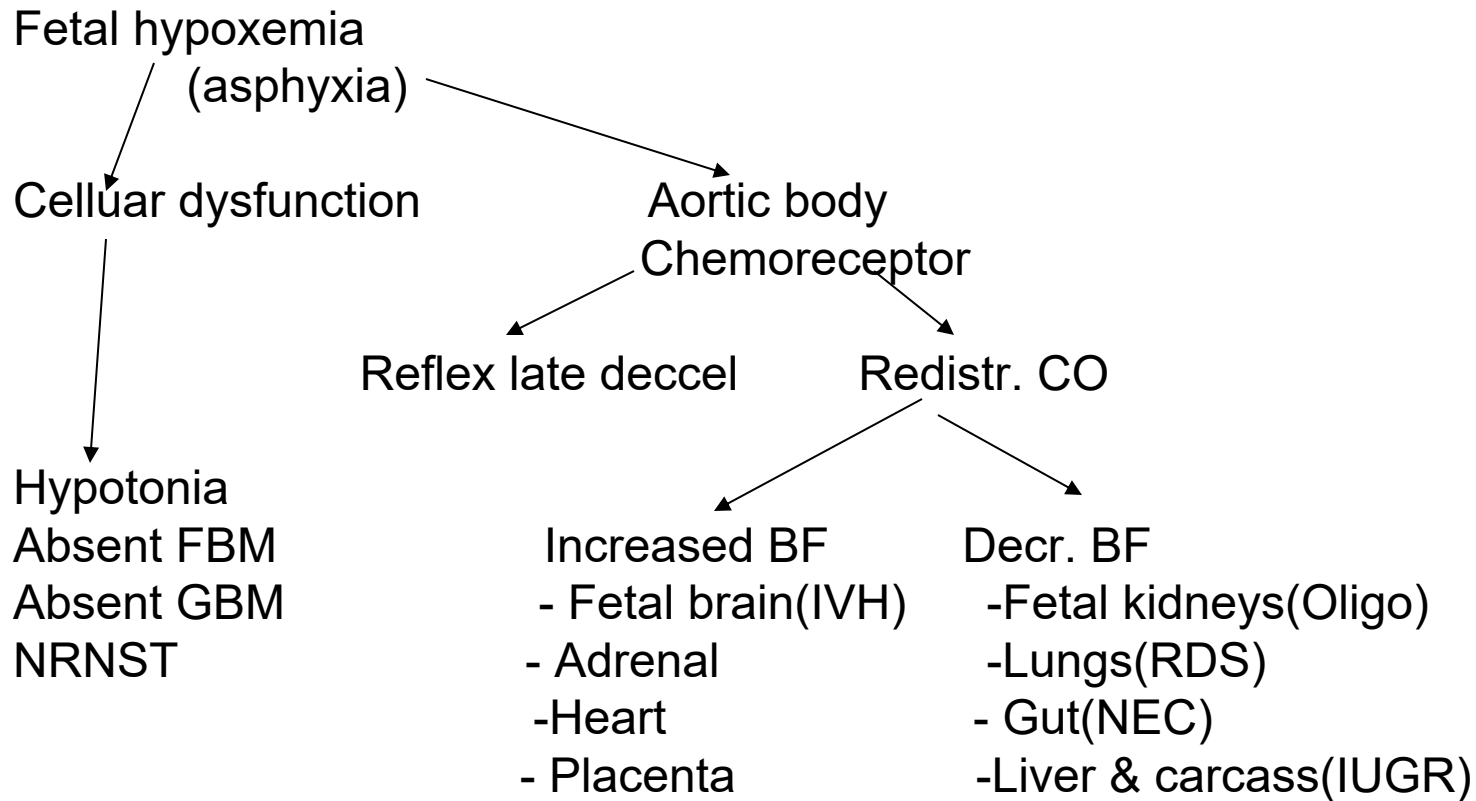 Fetal hypoxemia
(asphyxia)
Celluar dysfunction
Aortic body
Chemoreceptor
Reflex late deccel
Redistr. CO
Hypotonia
Absent FBM
Absent GBM
NRNST
Increased BF
- Fetal brain(IVH)
- Adrenal
-Heart
- Placenta
Decr. BF
-Fetal kidneys(Oligo)
-Lungs(RDS)
- Gut(NEC)
-Liver & carcass(IUGR)